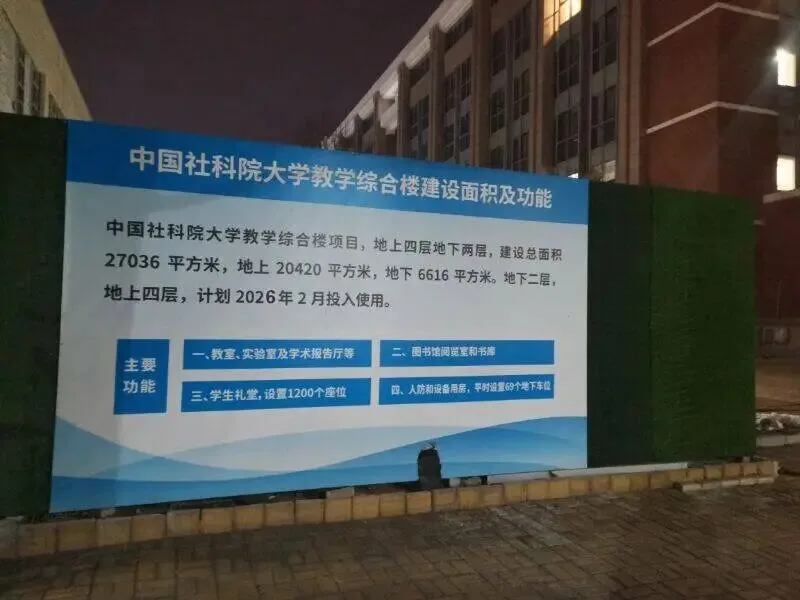 中国社科院大学教学综合楼建设面积及功能
中国社科院大学教学综合楼项目，地上四层地下两层，建设总面积
27036 平方米，地上 20420 平方米，地下 6616 平方米。地下二层，
地上四层，计划 2026 年 2 月投入使用。
主要
功能
一、教室、实验室及学术报告厅等
二、图书馆阅览室和书库
三、学生礼堂，设置1200个座位
四、人防和设备用房，平时设置69个地下车位